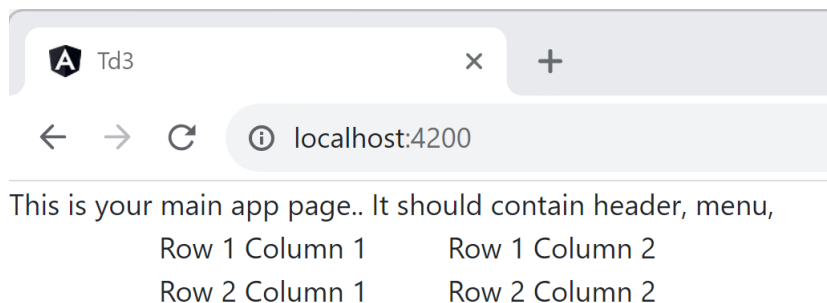 Td3
localhost:4200
This is your main app page.. It should contain header, menu,
Row 1 Column 1 Row 1 Column 2
Row 2 Column 1 Row 2 Column 2